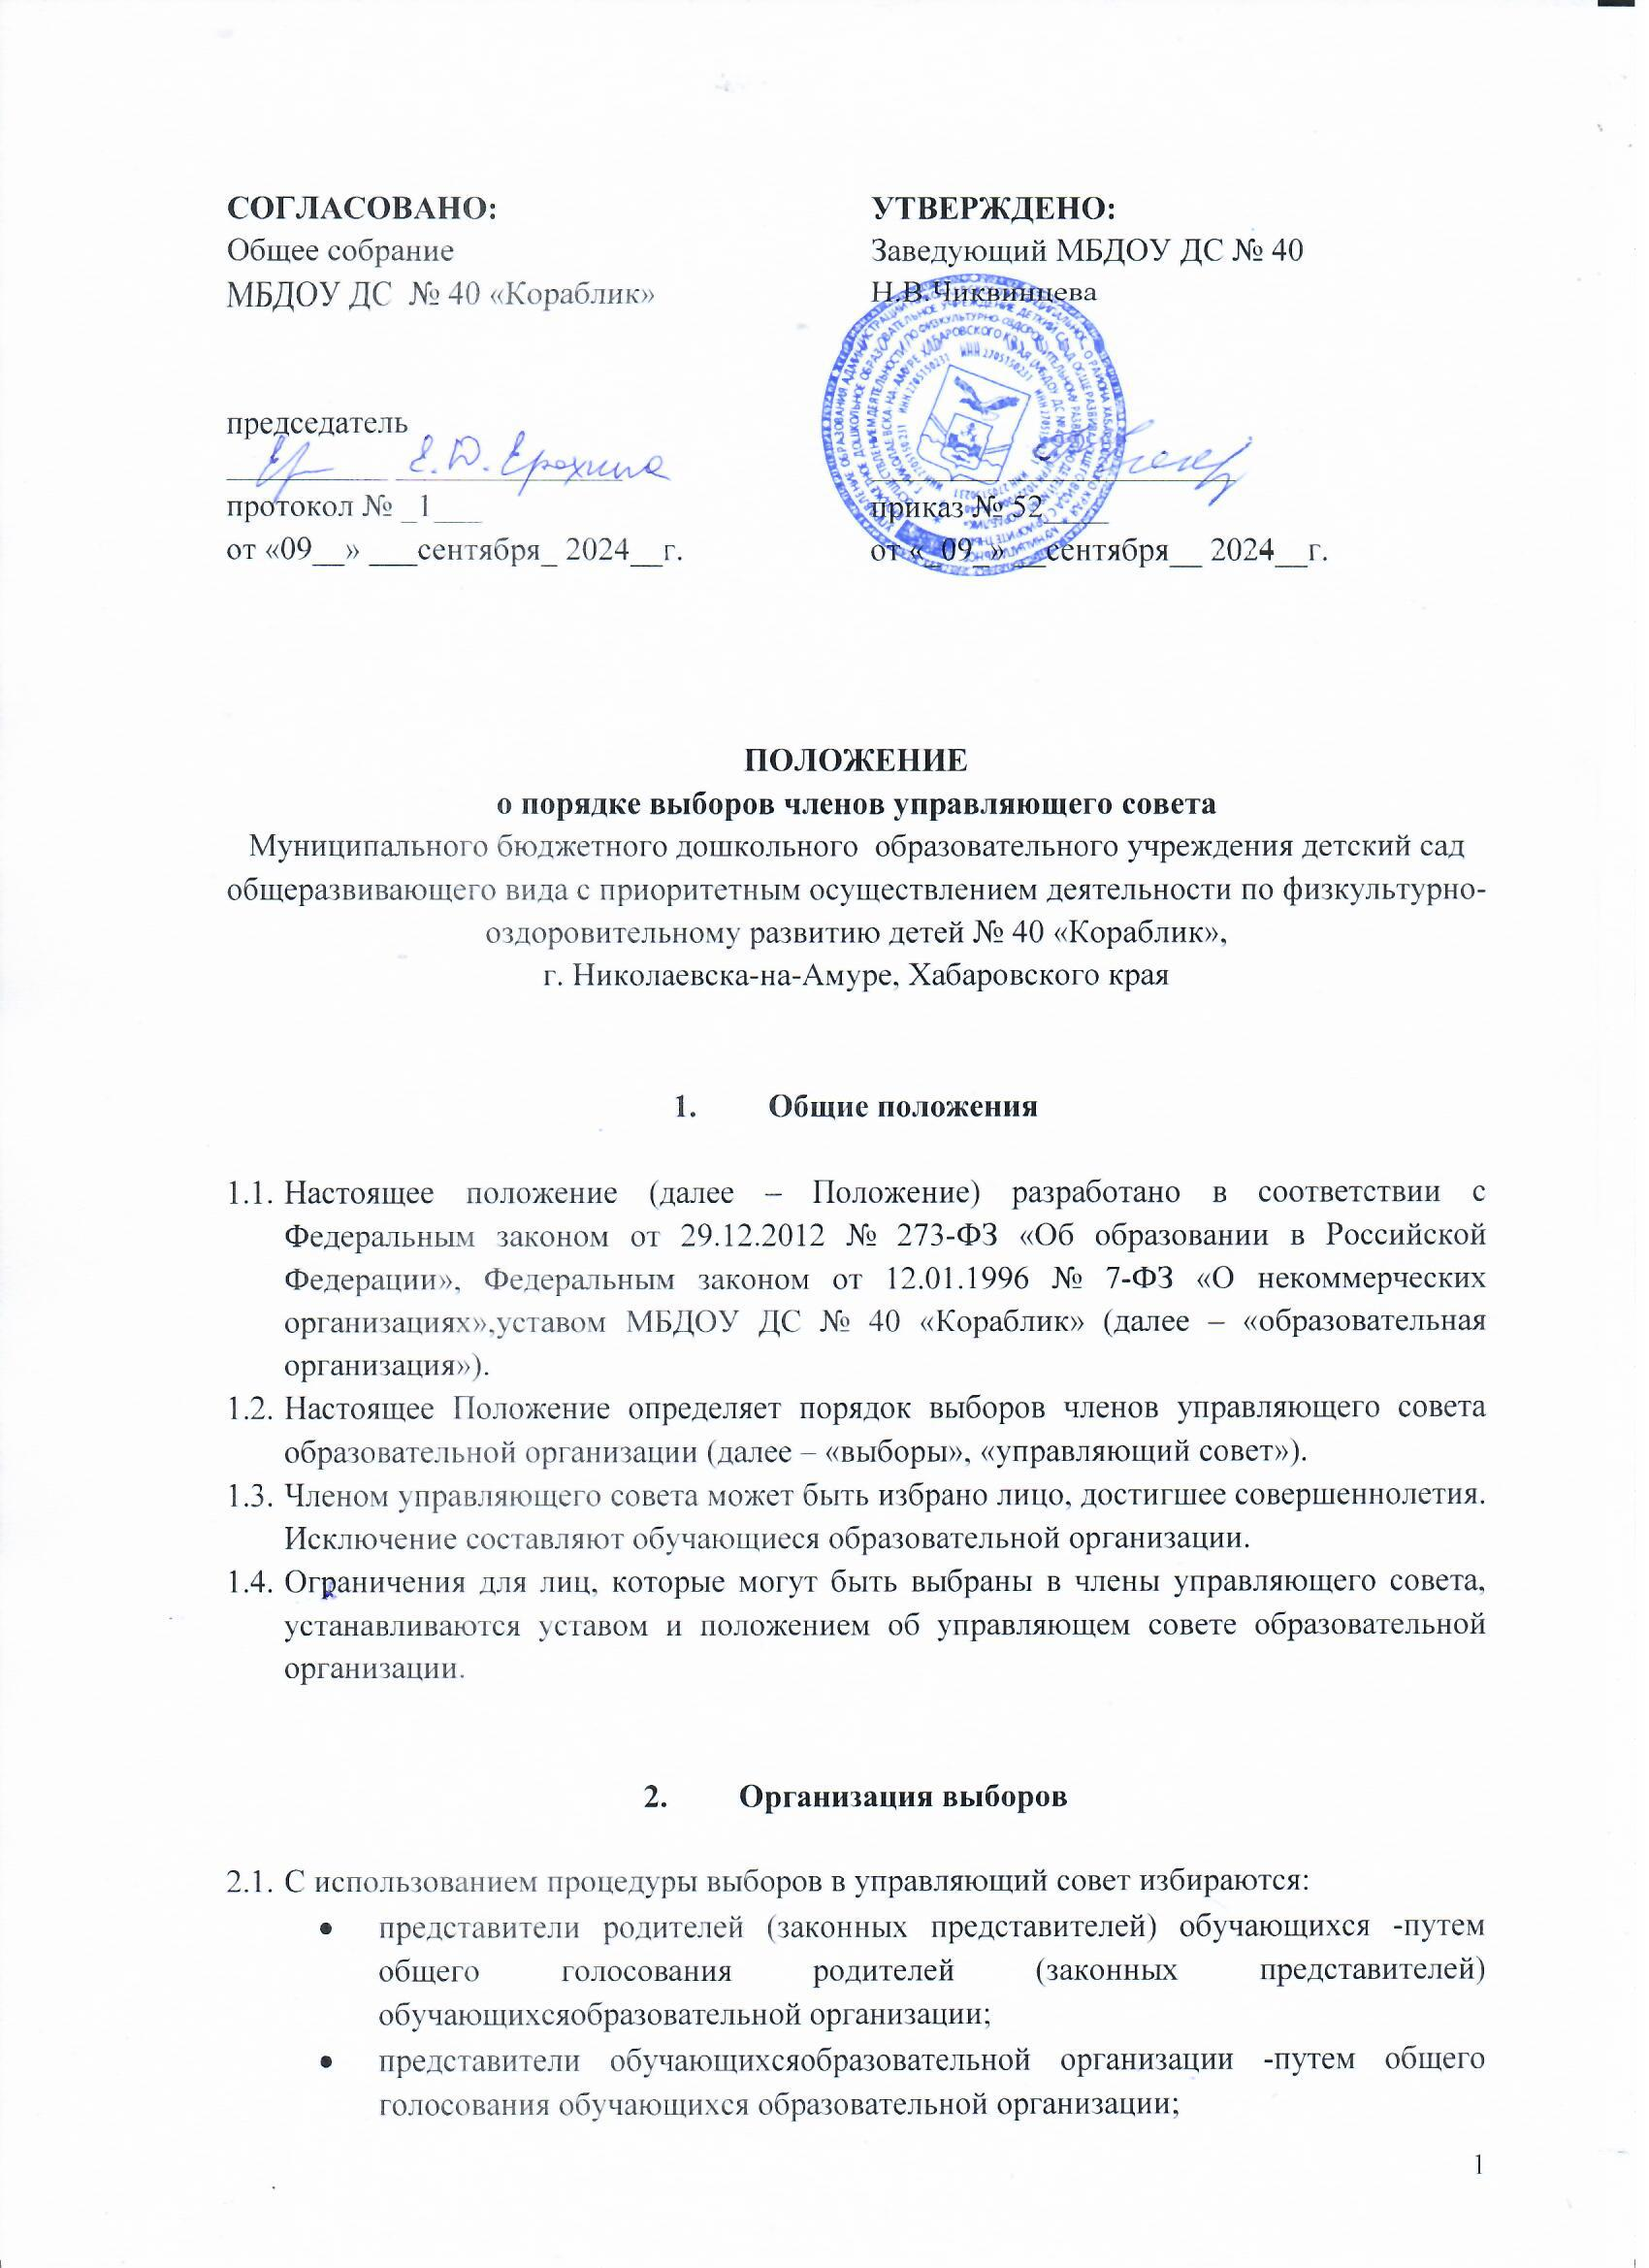 СОГЛАСОВАНО:
Общее собрание
МБДОУ ДС № 40 «Кораблик»
председатель
Е.Ю. Ерохина
протокол № _1___
от «09__» ___сентября_ 2024__г.
УТВЕРЖДЕНО:
Заведующий МБДОУ ДС № 40
Н.В.Чиквинцева
приказ № 52____
от «_09_» __сентября__ 2024__г.
ПОЛОЖЕНИЕ
о порядке выборов членов управляющего совета
Муниципального бюджетного дошкольного образовательного учреждения детский сад
общеразвивающего вида с приоритетным осуществлением деятельности по физкультурно-
оздоровительному развитию детей № 40 «Кораблик»,
г. Николаевска-на-Амуре, Хабаровского края
1. Общие положения
1.1. Настоящее положение (далее – Положение) разработано в соответствии с
Федеральным законом от 29.12.2012 № 273-ФЗ «Об образовании в Российской
Федерации», Федеральным законом от 12.01.1996 № 7-ФЗ «О некоммерческих
организациях»,уставом МБДОУ ДС № 40 «Кораблик» (далее – «образовательная
организация»).
1.2. Настоящее Положение определяет порядок выборов членов управляющего совета
образовательной организации (далее – «выборы», «управляющий совет»).
1.3. Членом управляющего совета может быть избрано лицо, достигшее совершеннолетия.
Исключение составляют обучающиеся образовательной организации.
1.4. Ограничения для лиц, которые могут быть выбраны в члены управляющего совета,
устанавливаются уставом и положением об управляющем совете образовательной
организации.
2. Организация выборов
2.1. С использованием процедуры выборов в управляющий совет избираются:
• представители родителей (законных представителей) обучающихся -путем
общего голосования родителей (законных представителей)
обучающихсяобразовательной организации;
• представители обучающихсяобразовательной организации -путем общего
голосования обучающихся образовательной организации;
1